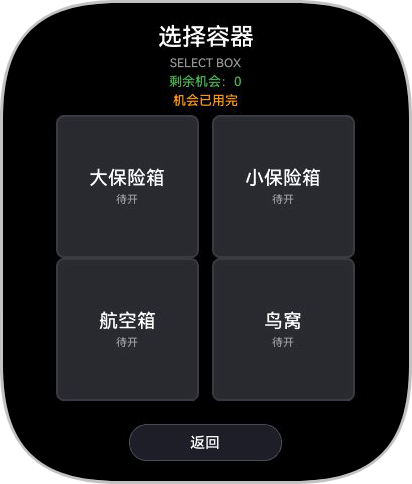 选择容器
SELECT BOX
剩余机会：0
机会已用完
大保险箱
待开
小保险箱
待开
航空箱
待开
鸟窝
待开
返回